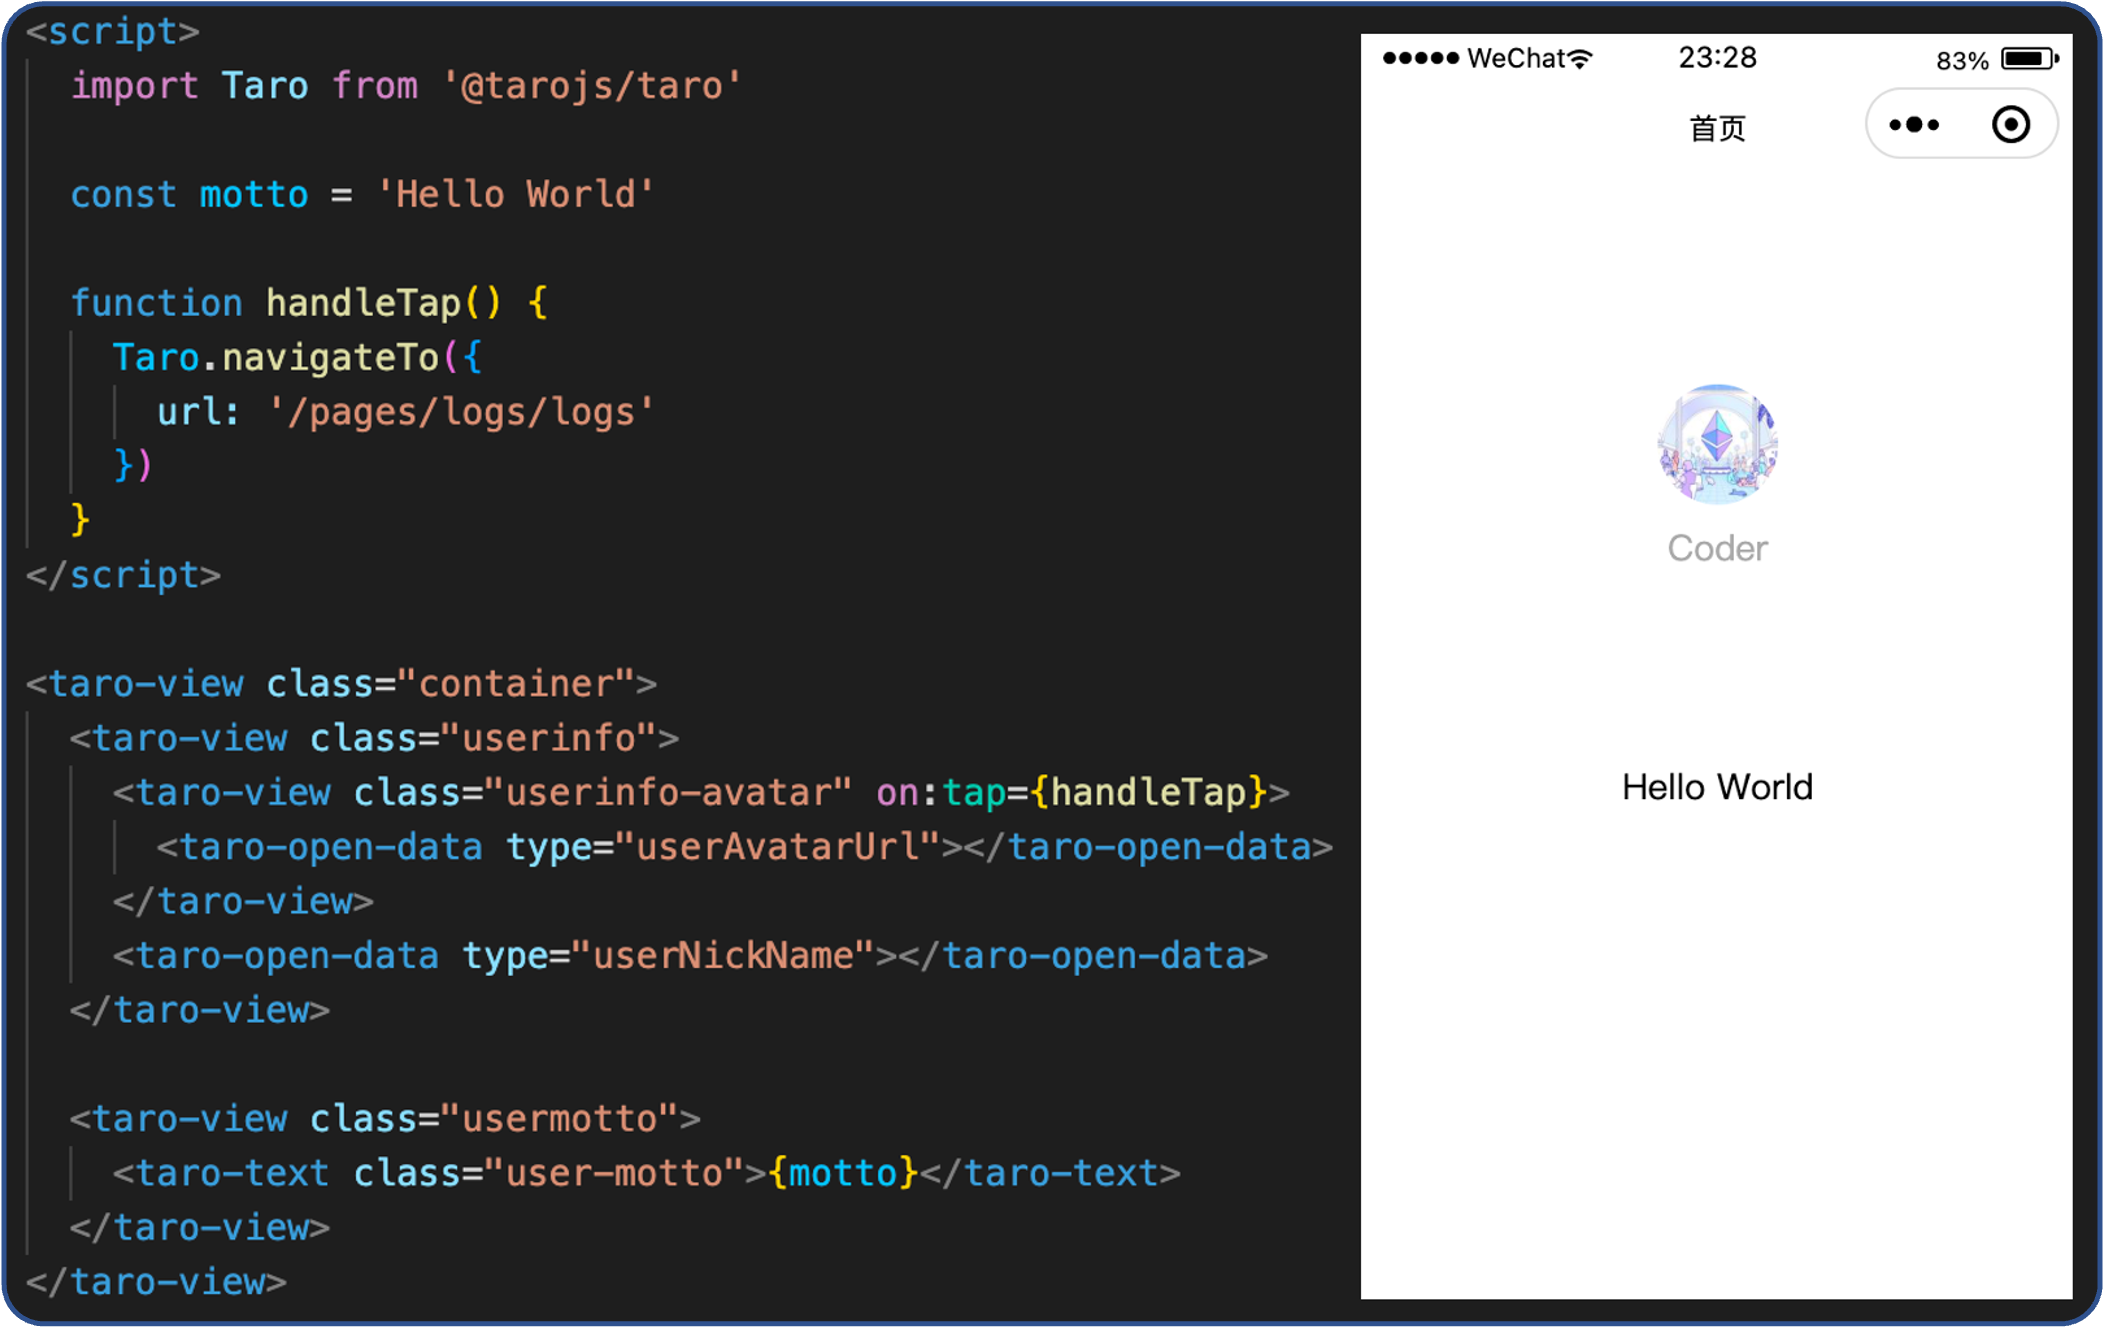 <script>
import Taro from '@tarojs/taro'
const motto = 'Hello World'
function handleTap() {
Taro.navigateTo({
url: '/pages/logs/logs'
})
}
</script>
<taro-view class="container">
<taro-view class="userinfo">
<taro-view class="userinfo-avatar" on:tap={handleTap}>
<taro-open-data type="userAvatarUrl"></taro-open-data>
</taro-view>
<taro-open-data type="userNickName"></taro-open-data>
</taro-view>
<taro-view class="usermotto">
<taro-text class="user-motto">{motto}</taro-text>
</taro-view>
</taro-view>
WeChat 23:28 83%
首页
Coder
Hello World